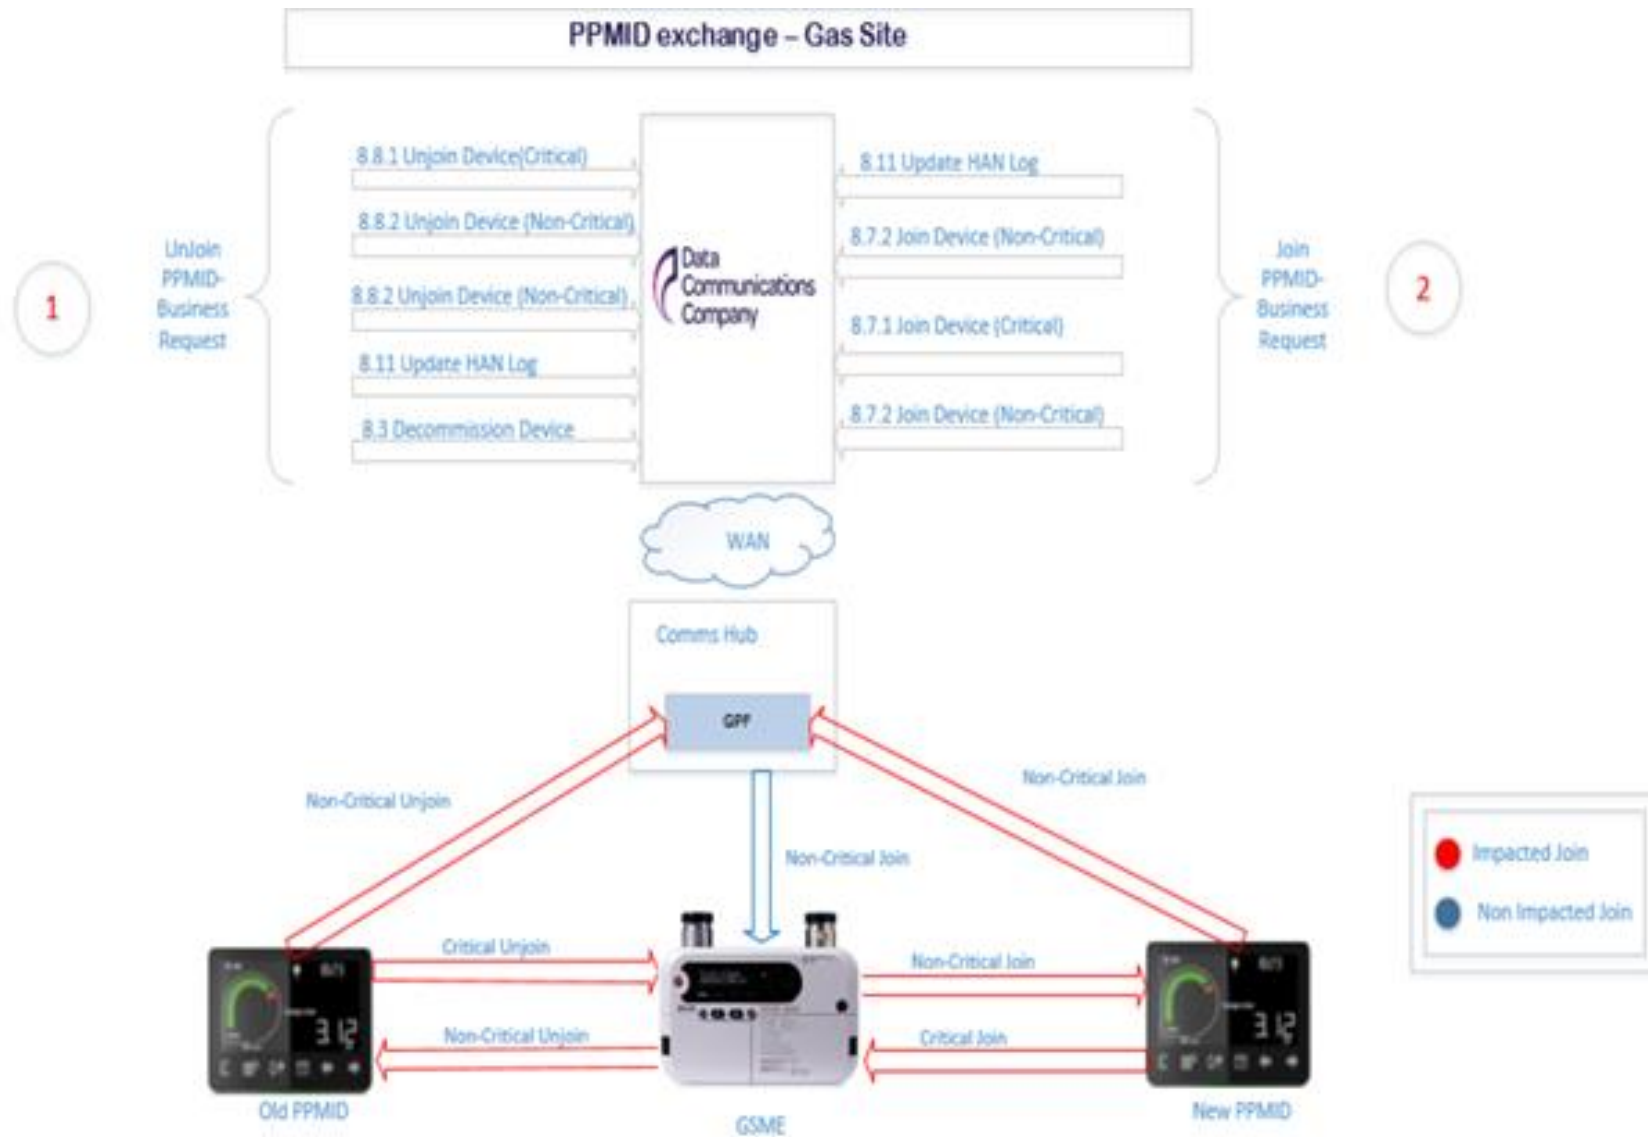 PPMID exchange – Gas Site
8.8.1 Unjoin Device(Critical)
8.8.2 Unjoin Device (Non-Critical)
8.8.2 Unjoin Device (Non-Critical)
8.11 Update HAN Log
8.3 Decommission Device
1
UnJoin
PPMID-
Business
Request
Data
Communications
Company
8.11 Update HAN Log
8.7.2 Join Device (Non-Critical)
8.7.1 Join Device (Critical)
8.7.2 Join Device (Non-Critical)
Join
PPMID-
Business
Request
2
WAN
Comms Hub
GPF
Non-Critical Unjoin
Non-Critical Join
Non-Critical Join
Impacted Join
Non Impacted Join
Critical Unjoin
Non-Critical Unjoin
Non-Critical Join
Critical Join
3.12
3.12
Old PPMID
GSME
New PPMID